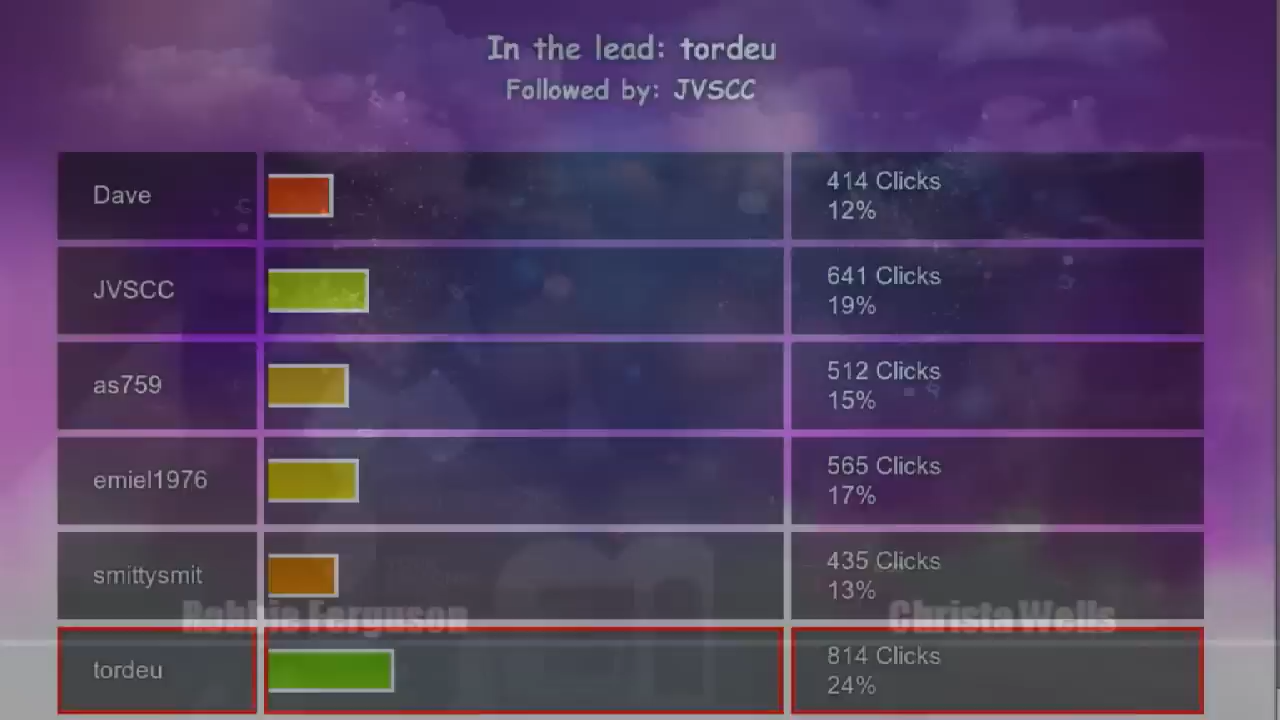 In the lead: tordeu
Followed by: JVSCC
Dave
414 Clicks
12%
JVSCC
641 Clicks
19%
as759
512 Clicks
15%
emiel1976
565 Clicks
17%
smittysmit
435 Clicks
13%
Robbie Ferguson
Christa Wells
tordeu
814 Clicks
24%